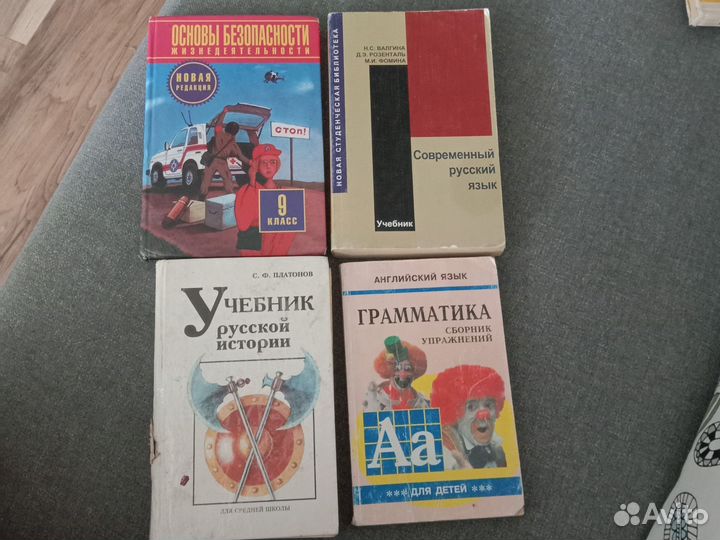 ОСНОВЫ БЕЗОПАСНОСТИ
ЖИЗНЕДЕЯТЕЛЬНОСТИ
НОВАЯ
РЕДАКЦИЯ
СТОП!
9
КЛАСС
НОВАЯ СТУДЕНЧЕСКАЯ БИБЛИОТЕКА
Н.С. ВАЛГИНА
Д.Э. РОЗЕНТАЛЬ
М.И. ФОМИНА
Современный
русский
язык
Учебник
С. Ф. ПЛАТОНОВ
УЧЕБНИК
русской
истории
ДЛЯ СРЕДНЕЙ ШКОЛЫ
АНГЛИЙСКИЙ ЯЗЫК
ГРАММАТИКА
СБОРНИК
УПРАЖНЕНИЙ
Аа
*** ДЛЯ ДЕТЕЙ ***
Avito